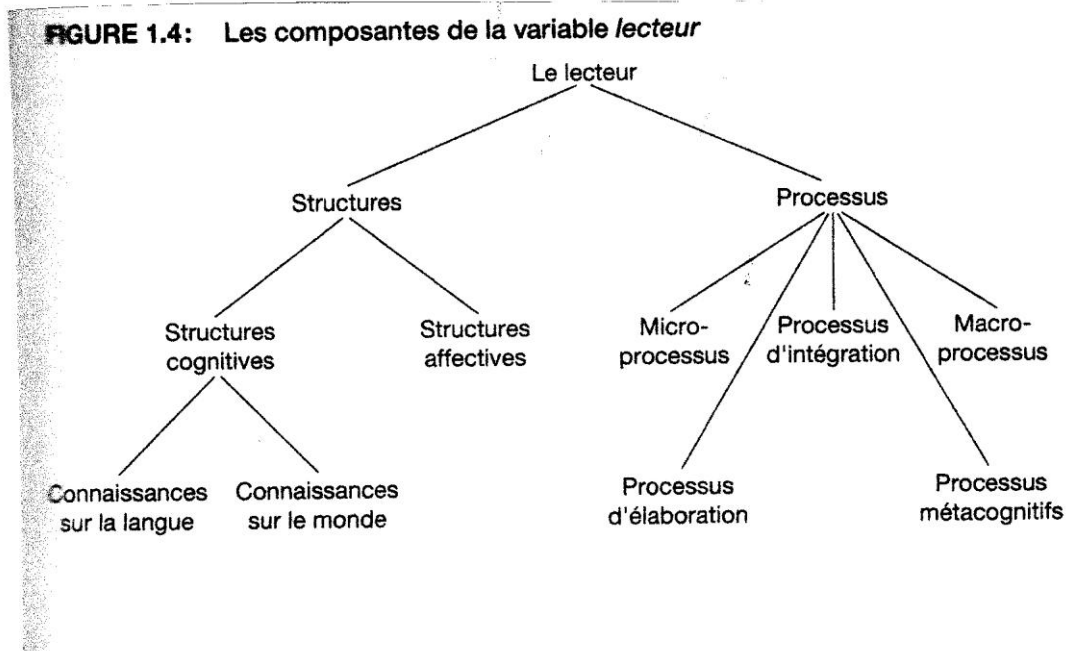 FIGURE 1.4: Les composantes de la variable lecteur
Le lecteur
Structures
Processus
Structures
cognitives
Structures
affectives
Micro-
processus
Processus
d'intégration
Macro-
processus
Connaissances
sur la langue
Connaissances
sur le monde
Processus
d'élaboration
Processus
métacognitifs